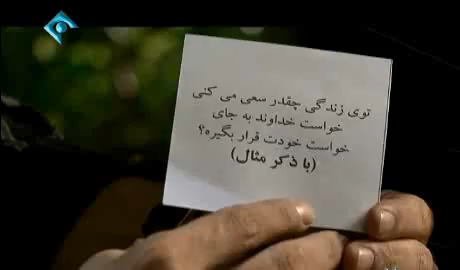 توی زندگی چقدر سعی می کنی
خواست خداوند به جای
خواست خودت قرار بگیره؟
(با ذکر مثال)